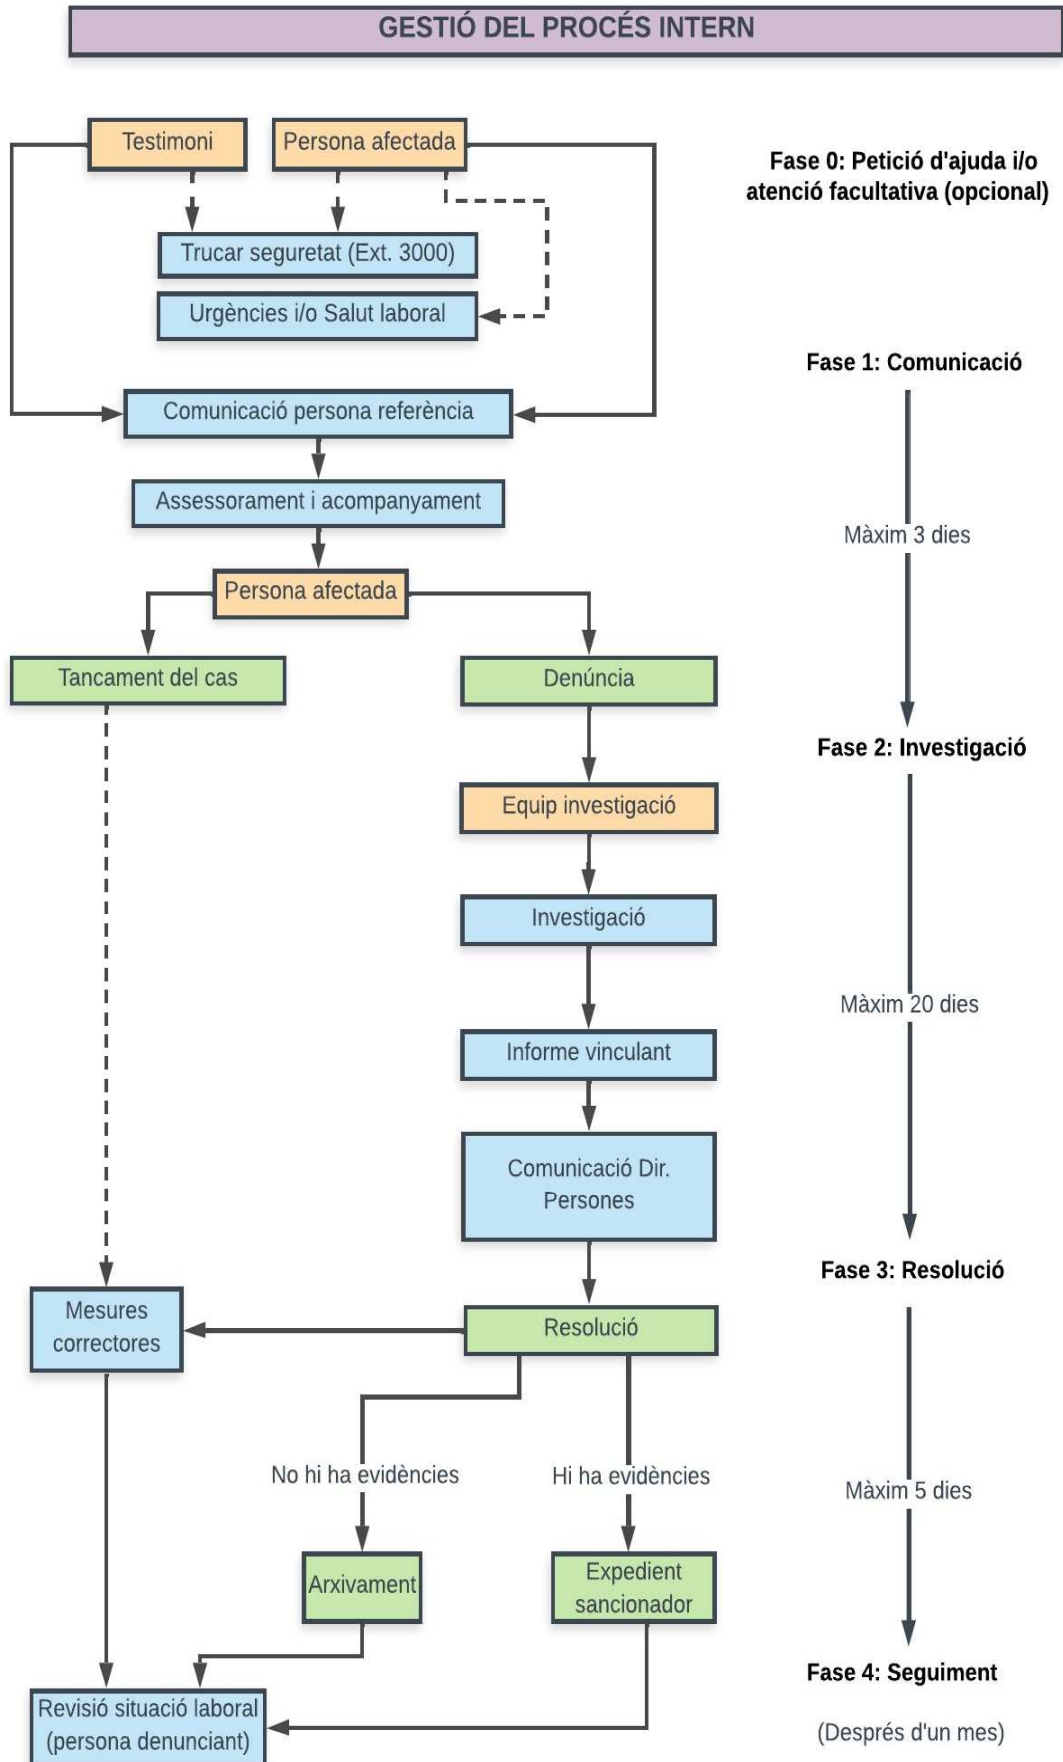 GESTIÓ DEL PROCÉS INTERN
Testimoni
Persona afectada
Fase 0: Petició d'ajuda i/o
atenció facultativa (opcional)
Trucar seguretat (Ext. 3000)
Urgències i/o Salut laboral
Fase 1: Comunicació
Comunicació persona referència
Assessorament i acompanyament
Màxim 3 dies
Persona afectada
Tancament del cas
Denúncia
Fase 2: Investigació
Equip investigació
Investigació
Màxim 20 dies
Informe vinculant
Comunicació Dir.
Persones
Fase 3: Resolució
Mesures
correctores
Resolució
No hi ha evidències
Hi ha evidències
Màxim 5 dies
Arxivament
Expedient
sancionador
Fase 4: Seguiment
Revisió situació laboral
(persona denunciant)
(Després d'un mes)